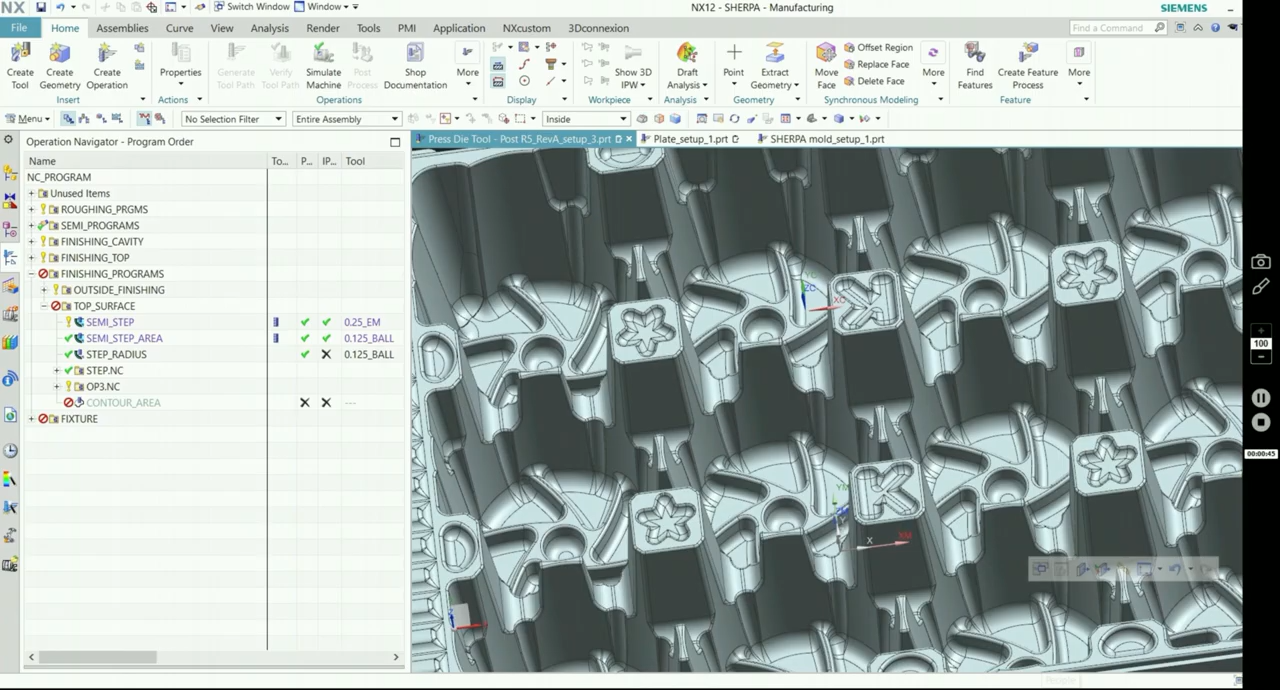 NX
Switch Window
Window
NX12 - SHERPA - Manufacturing
SIEMENS
File
Home
Assemblies
Curve
View
Analysis
Render
Tools
PMI
Application
NXcustom
3Dconnexion
Find a Command
Create Tool
Create Geometry
Create Operation
Properties
Generate Tool Path
Verify Tool Path
Simulate Machine
Post Process
Shop Documentation
More
Show 3D IPW
Draft Analysis
Point
Extract Geometry
Move Face
Offset Region
Replace Face
Delete Face
More
Find Features
Create Feature Process
More
Insert
Actions
Operations
Display
Workpiece
Analysis
Geometry
Synchronous Modeling
Feature
Menu
No Selection Filter
Entire Assembly
Inside
Operation Navigator - Program Order
Press Die Tool - Post R5_RevA_setup_3.prt
Plate_setup_1.prt
SHERPA mold_setup_1.prt
Name
To...
P...
IP...
Tool
NC_PROGRAM
Unused Items
ROUGHING_PRGMS
SEMI_PROGRAMS
FINISHING_CAVITY
FINISHING_TOP
FINISHING_PROGRAMS
OUTSIDE_FINISHING
TOP_SURFACE
SEMI_STEP 0.25_EM
SEMI_STEP_AREA 0.125_BALL
STEP_RADIUS 0.125_BALL
STEP.NC
OP3.NC
CONTOUR_AREA ---
FIXTURE
ZC
XC
YM
X
XM
100
00:00:45